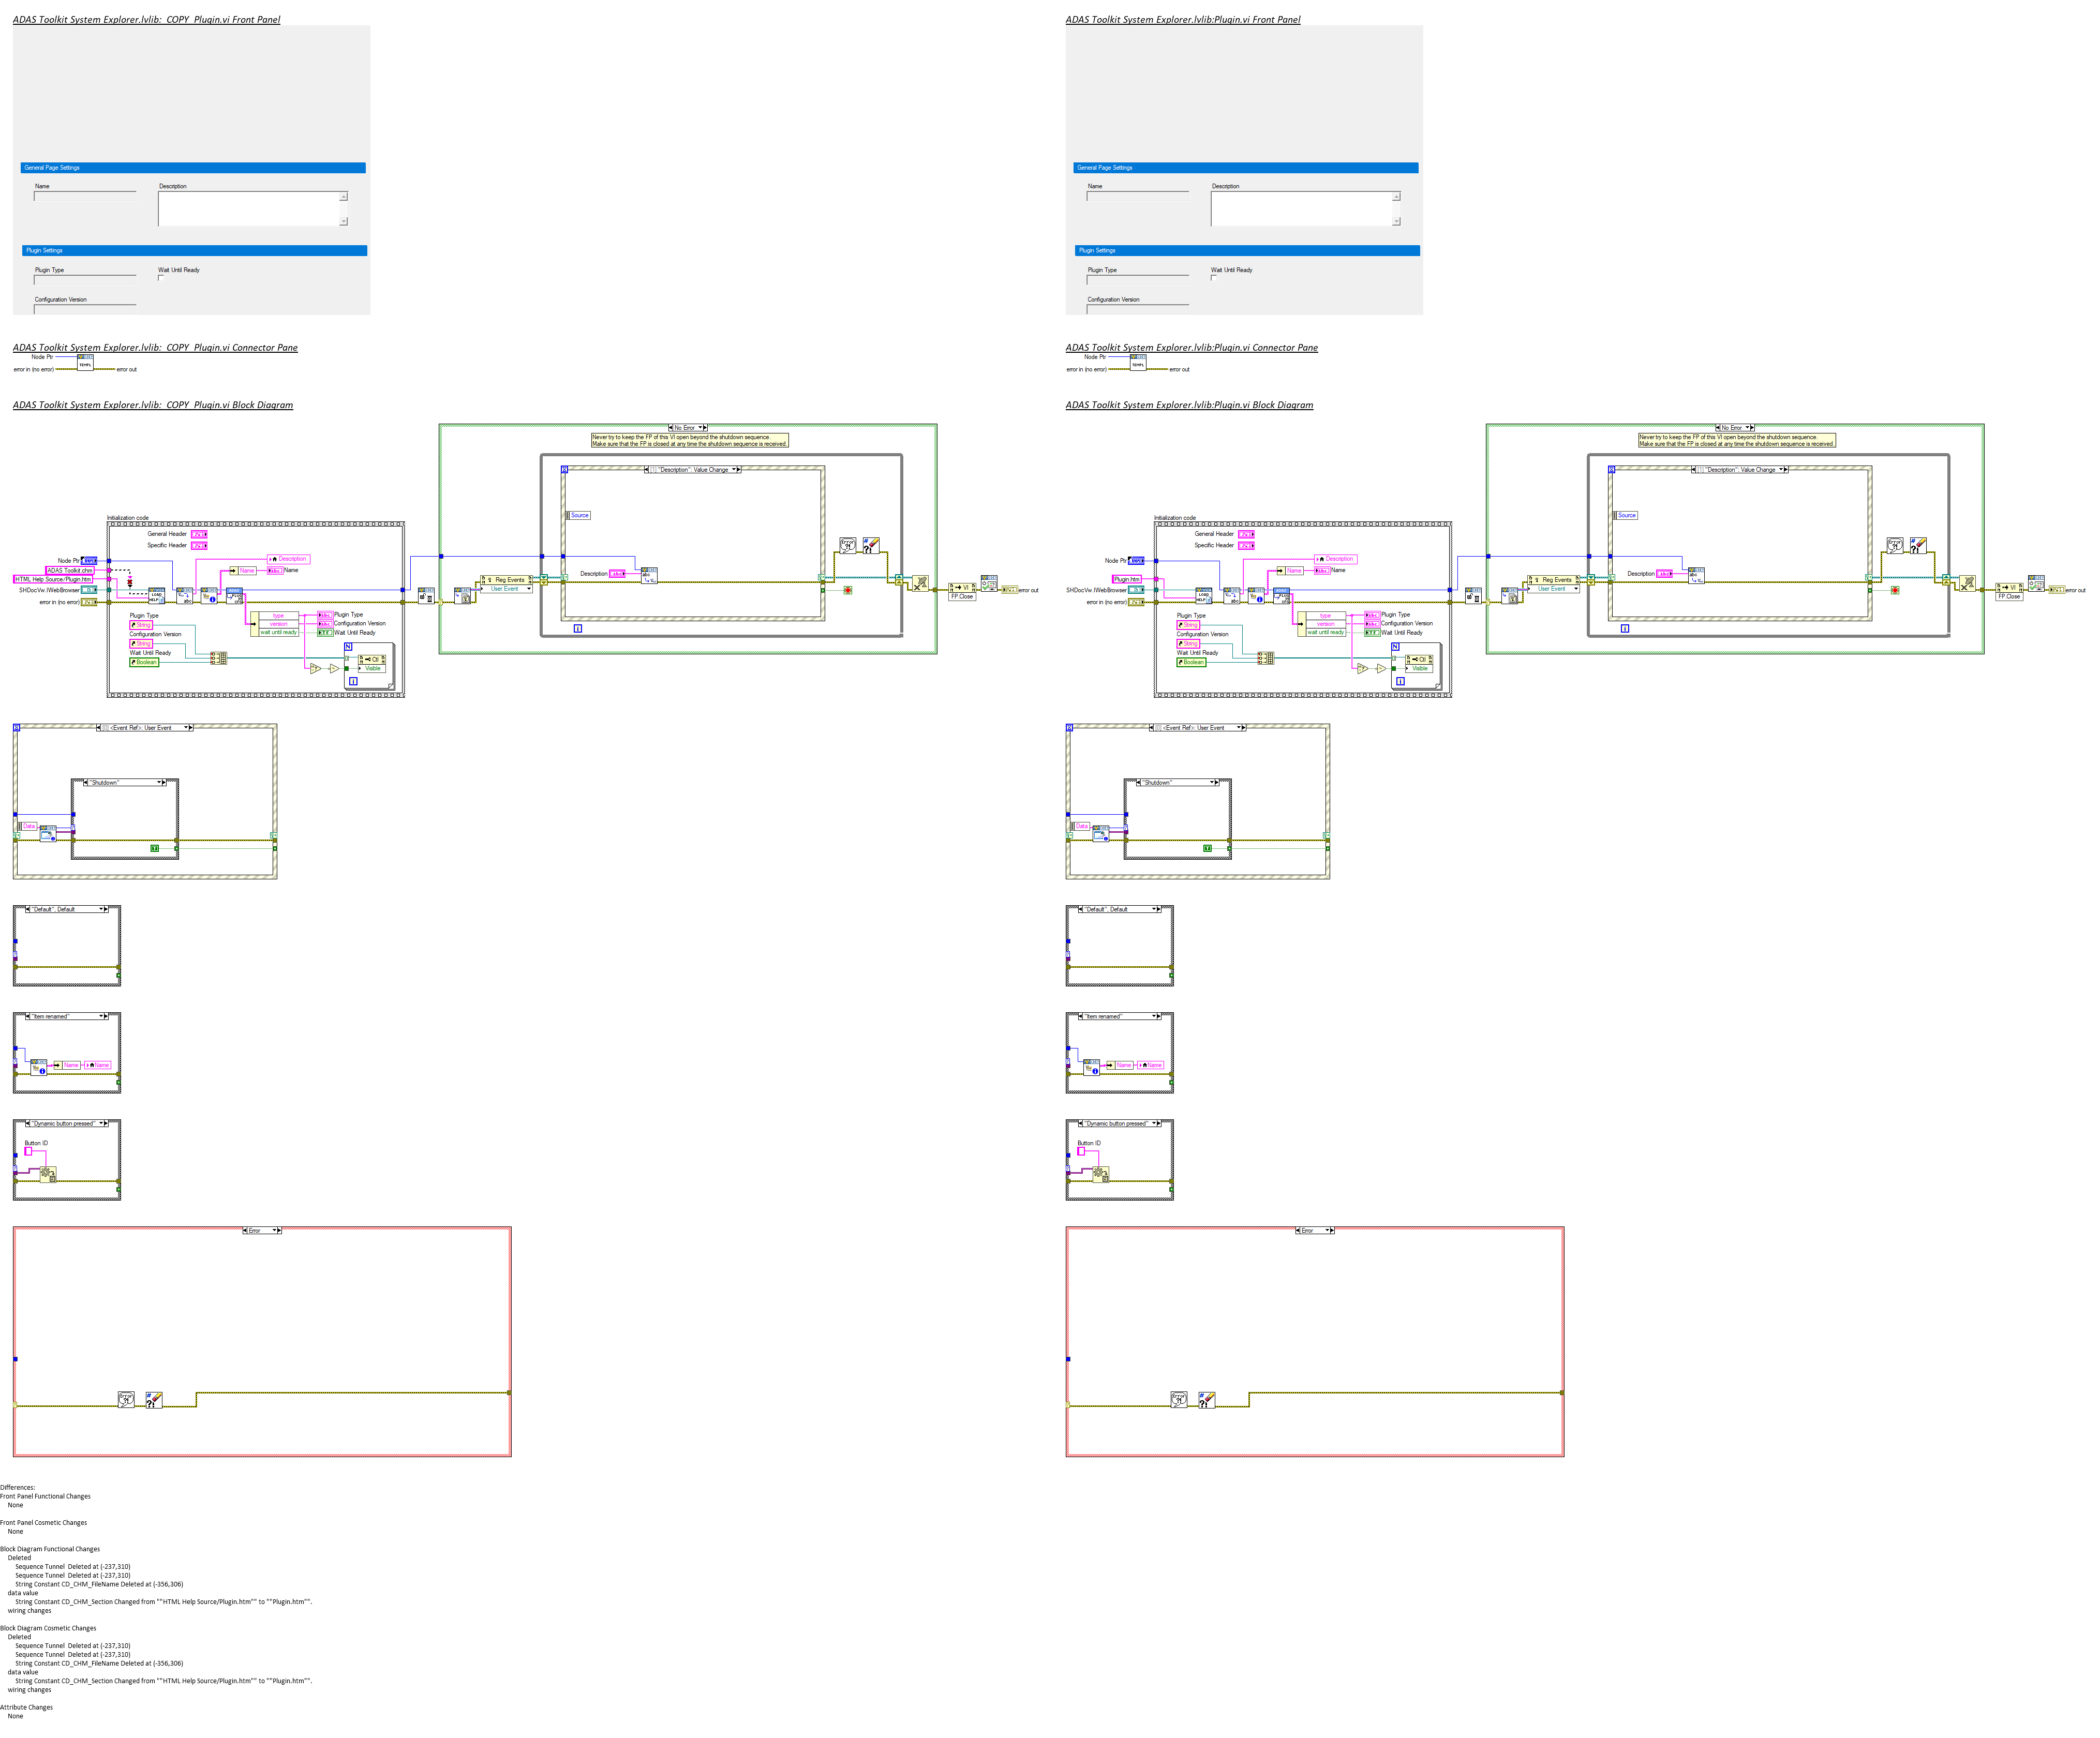 ADAS Toolkit System Explorer.lvlib:_COPY_Plugin.vi Front Panel
General Page Settings
Name
Description
Plugin Settings
Plugin Type
Wait Until Ready
Configuration Version
ADAS Toolkit System Explorer.lvlib:_COPY_Plugin.vi Connector Pane
Node Ptr
error in (no error)
error out
ADAS Toolkit System Explorer.lvlib:_COPY_Plugin.vi Block Diagram
No Error
Never try to keep the FP of this VI open beyond the shutdown sequence.
Make sure that the FP is closed at any time the shutdown sequence is received.
[1] "Description": Value Change
Source
Initialization code
General Header
Specific Header
Node Ptr
Description
ADAS Toolkit.chm
Name
Name
HTML Help Source/Plugin.htm
Description
Reg Events
User Event
SHDocVw.IWebBrowser
VI
FP Close
error out
error in (no error)
type
Plugin Type
version
Configuration Version
wait until ready
Wait Until Ready
Plugin Type
String
Configuration Version
String
Wait Until Ready
Boolean
Ctl
Visible
[0] <Event Ref>: User Event
"Shutdown"
Data
"Default", Default
"Item renamed"
Name
Name
"Dynamic button pressed"
Button ID
Error
ADAS Toolkit System Explorer.lvlib:Plugin.vi Front Panel
General Page Settings
Name
Description
Plugin Settings
Plugin Type
Wait Until Ready
Configuration Version
ADAS Toolkit System Explorer.lvlib:Plugin.vi Connector Pane
Node Ptr
error in (no error)
error out
ADAS Toolkit System Explorer.lvlib:Plugin.vi Block Diagram
No Error
Never try to keep the FP of this VI open beyond the shutdown sequence.
Make sure that the FP is closed at any time the shutdown sequence is received.
[1] "Description": Value Change
Source
Initialization code
General Header
Specific Header
Node Ptr
Description
Name
Name
Plugin.htm
Description
Reg Events
User Event
SHDocVw.IWebBrowser
VI
FP Close
error out
error in (no error)
type
Plugin Type
version
Configuration Version
wait until ready
Wait Until Ready
Plugin Type
String
Configuration Version
String
Wait Until Ready
Boolean
Ctl
Visible
[0] <Event Ref>: User Event
"Shutdown"
Data
"Default", Default
"Item renamed"
Name
Name
"Dynamic button pressed"
Button ID
Error
Differences:
Front Panel Functional Changes
None
Front Panel Cosmetic Changes
None
Block Diagram Functional Changes
Deleted
Sequence Tunnel  Deleted at (-237,310)
Sequence Tunnel  Deleted at (-237,310)
String Constant CD_CHM_FileName Deleted at (-356,306)
data value
String Constant CD_CHM_Section Changed from ""HTML Help Source/Plugin.htm"" to ""Plugin.htm"".
wiring changes
Block Diagram Cosmetic Changes
Deleted
Sequence Tunnel  Deleted at (-237,310)
Sequence Tunnel  Deleted at (-237,310)
String Constant CD_CHM_FileName Deleted at (-356,306)
data value
String Constant CD_CHM_Section Changed from ""HTML Help Source/Plugin.htm"" to ""Plugin.htm"".
wiring changes
Attribute Changes
None